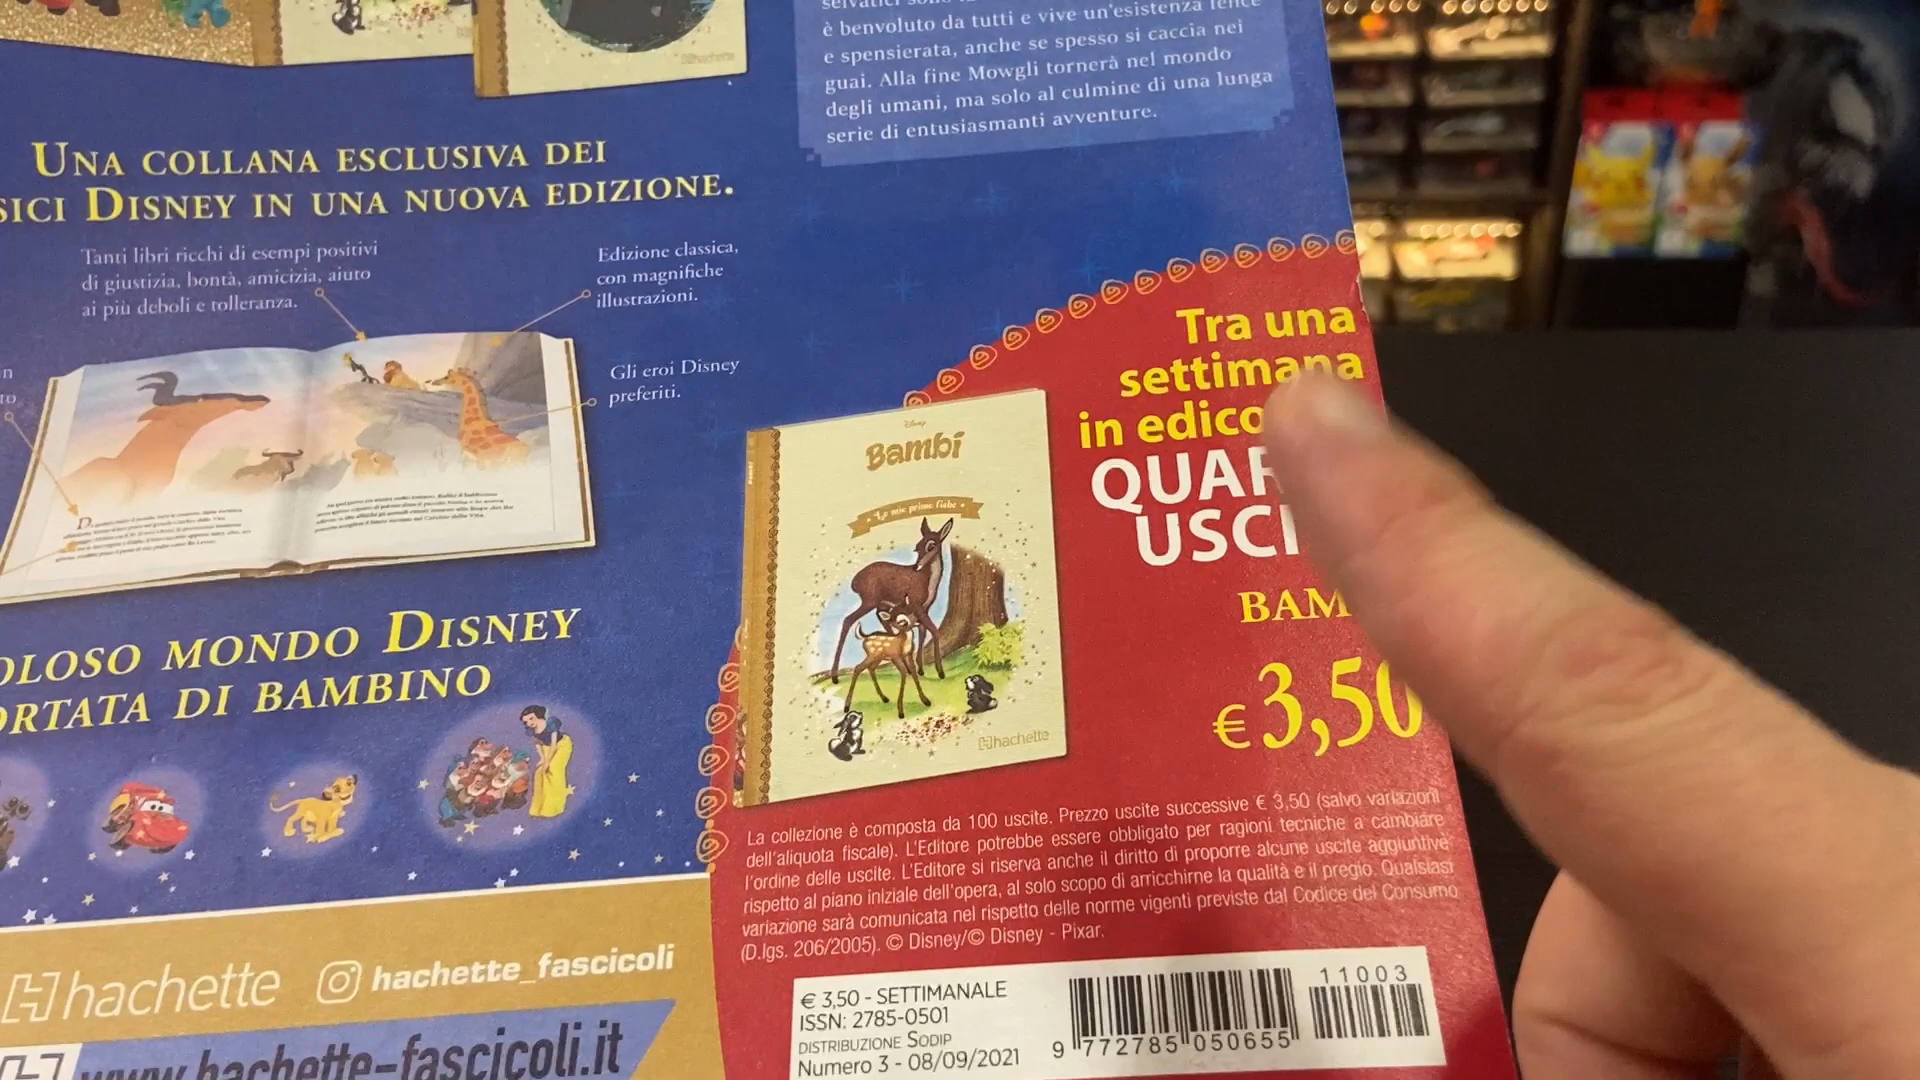 hachette
è benvoluto da tutti e vive un'esistenza felice
e spensierata, anche se spesso si caccia nei
guai. Alla fine Mowgli tornerà nel mondo
degli umani, ma solo al culmine di una lunga
serie di entusiasmanti avventure.
UNA COLLANA ESCLUSIVA DEI
SICI DISNEY IN UNA NUOVA EDIZIONE.
Tanti libri ricchi di esempi positivi
di giustizia, bontà, amicizia, aiuto
ai più deboli e tolleranza.
Edizione classica,
con magnifiche
illustrazioni.
Gli eroi Disney
preferiti.
OLOSO MONDO DISNEY
ORTATA DI BAMBINO
Tra una
settimana
in edico
QUAR
USCI
BAM
€3,50
Disney
Bambi
Le mie prime fiabe
hachette
La collezione è composta da 100 uscite. Prezzo uscite successive € 3,50 (salvo variazioni
dell'aliquota fiscale). L'Editore potrebbe essere obbligato per ragioni tecniche a cambiare
l'ordine delle uscite. L'Editore si riserva anche il diritto di proporre alcune uscite aggiuntive
rispetto al piano iniziale dell'opera, al solo scopo di arricchirne la qualità e il pregio. Qualsiasi
variazione sarà comunicata nel rispetto delle norme vigenti previste dal Codice del Consumo
(D.lgs. 206/2005). © Disney/© Disney - Pixar.
hachette
hachette_fascicoli
www.hachette-fascicoli.it
€ 3,50 - SETTIMANALE
ISSN: 2785-0501
DISTRIBUZIONE SODIP
Numero 3 - 08/09/2021
11003
9 772785 050655